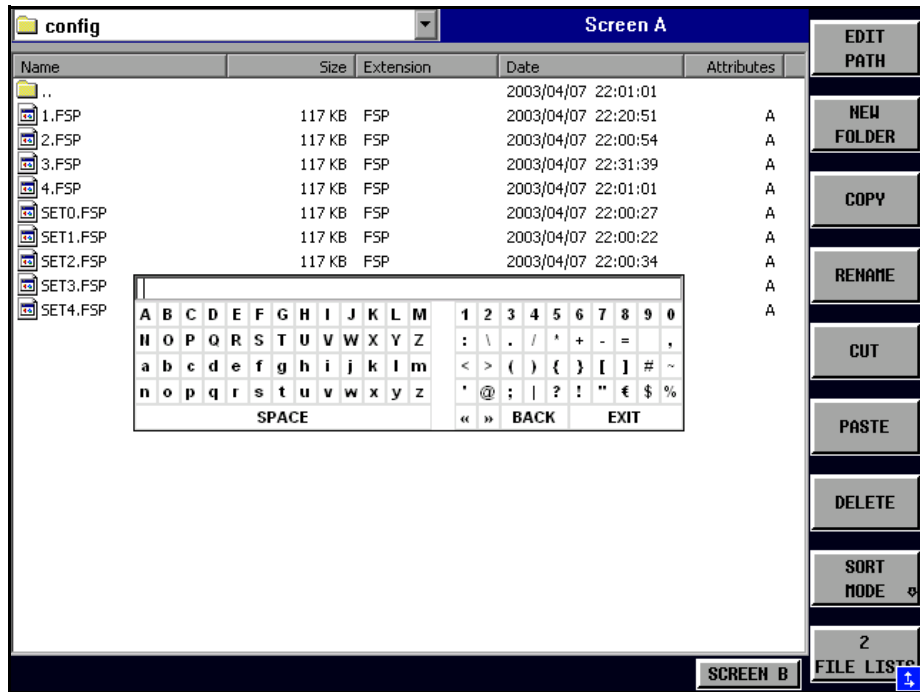 config
Screen A
Name Size Extension Date Attributes
.. 2003/04/07 22:01:01
1.FSP 117 KB FSP 2003/04/07 22:20:51 A
2.FSP 117 KB FSP 2003/04/07 22:00:54 A
3.FSP 117 KB FSP 2003/04/07 22:31:39 A
4.FSP 117 KB FSP 2003/04/07 22:01:01 A
SET0.FSP 117 KB FSP 2003/04/07 22:00:27 A
SET1.FSP 117 KB FSP 2003/04/07 22:00:22 A
SET2.FSP 117 KB FSP 2003/04/07 22:00:34 A
SET3.FSP A
SET4.FSP A
A B C D E F G H I J K L M 1 2 3 4 5 6 7 8 9 0
N O P Q R S T U V W X Y Z : \ . / * + - = ,
a b c d e f g h i j k l m < > ( ) { } [ ] # ~
n o p q r s t u v w x y z ' @ ; | ? ! " € $ %
SPACE « » BACK EXIT
EDIT
PATH
NEW
FOLDER
COPY
RENAME
CUT
PASTE
DELETE
SORT
MODE
2
FILE LISTS
SCREEN B